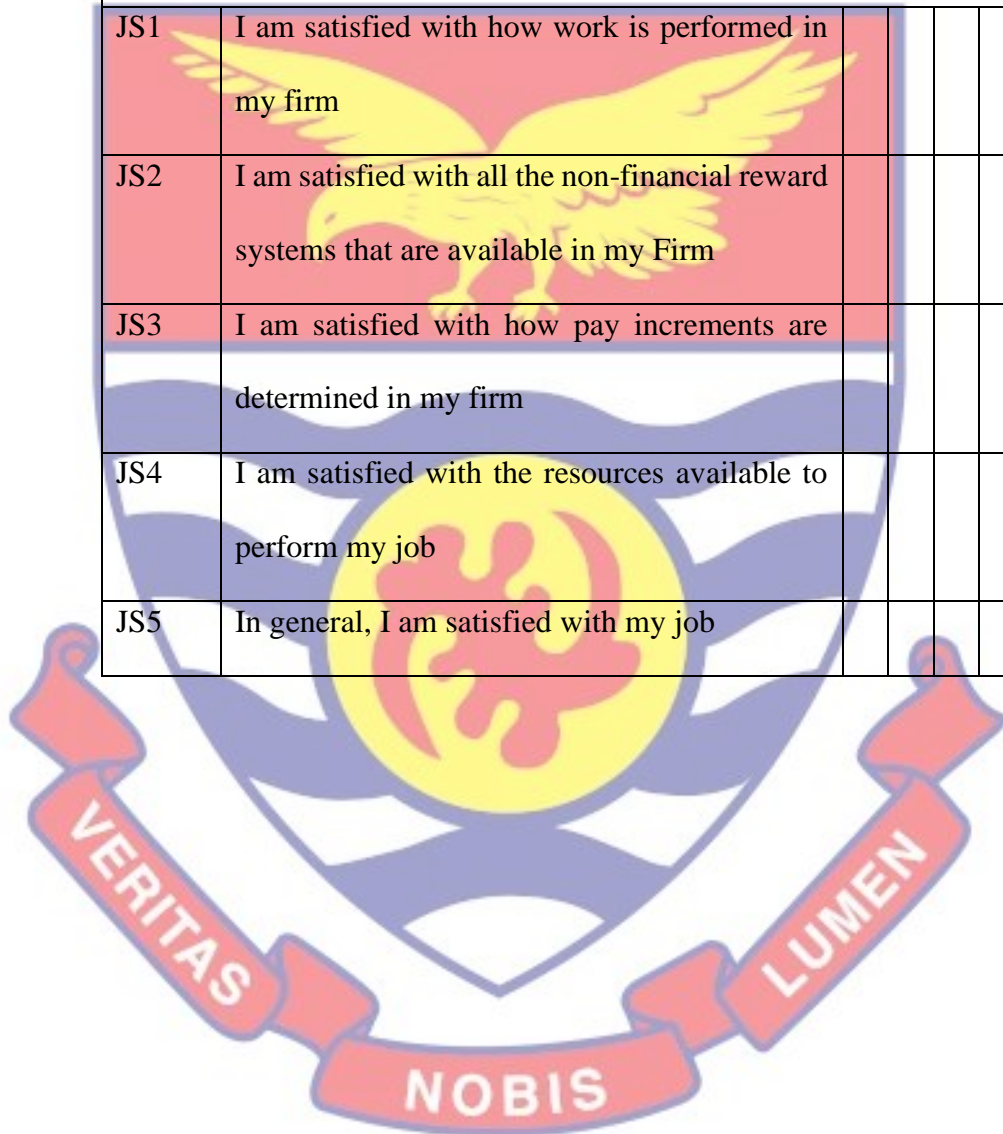 JS1 I am satisfied with how work is performed in
my firm
JS2 I am satisfied with all the non-financial reward
systems that are available in my Firm
JS3 I am satisfied with how pay increments are
determined in my firm
JS4 I am satisfied with the resources available to
perform my job
JS5 In general, I am satisfied with my job
VERITAS
NOBIS
LUMEN